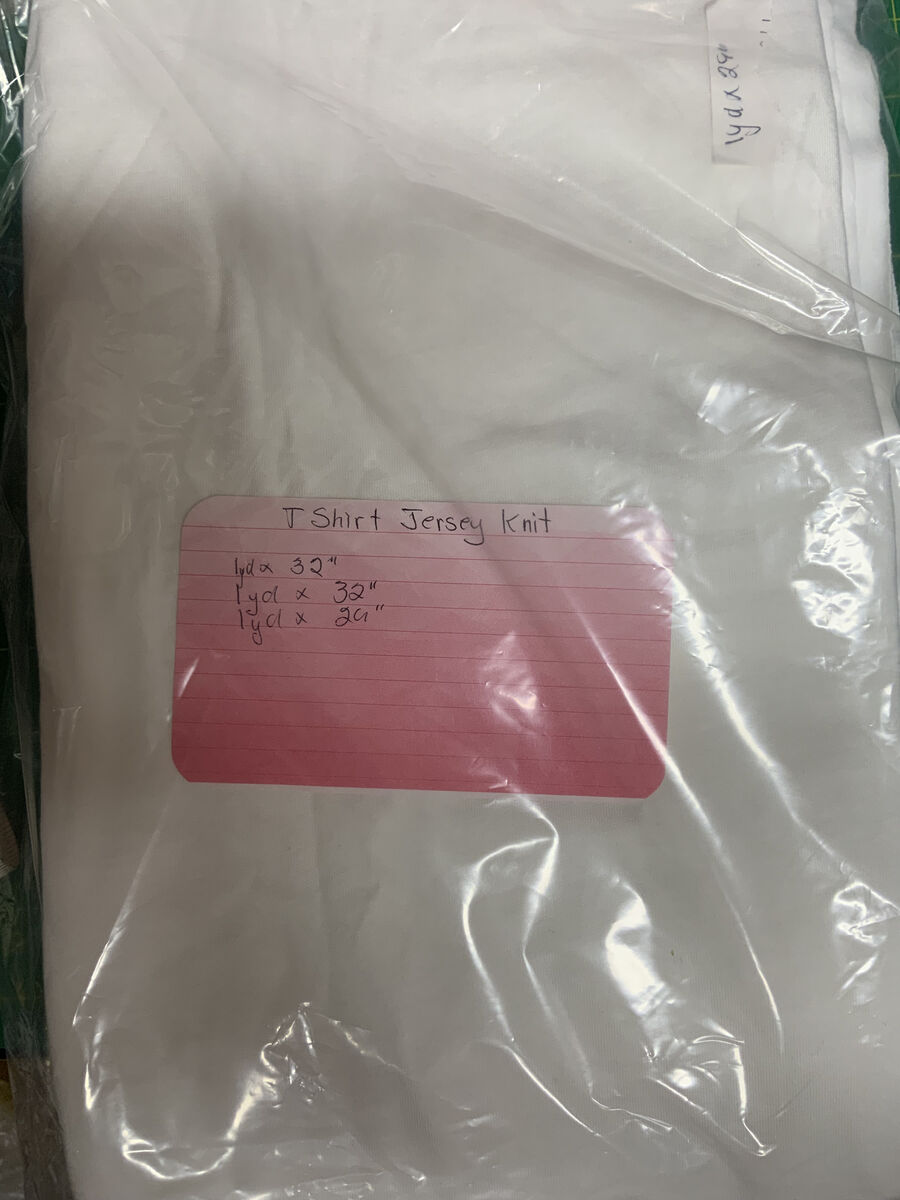 T Shirt Jersey Knit
1yd x 32"
1yd x 32"
1yd x 29"
1yd x 29"